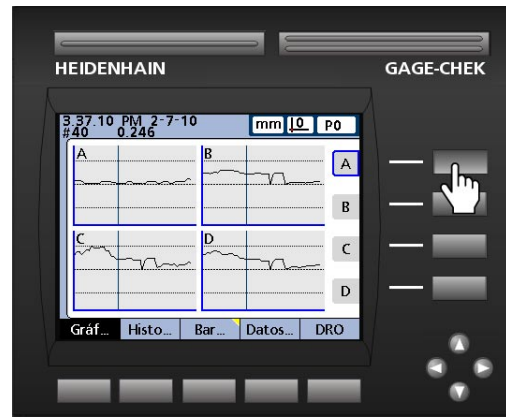 HEIDENHAIN GAGE-CHEK
3.37.10 PM 2-7-10 mm 0 P0
#40 0.246
A B A
B
C D C
D
Gráf... Histo... Bar... Datos... DRO